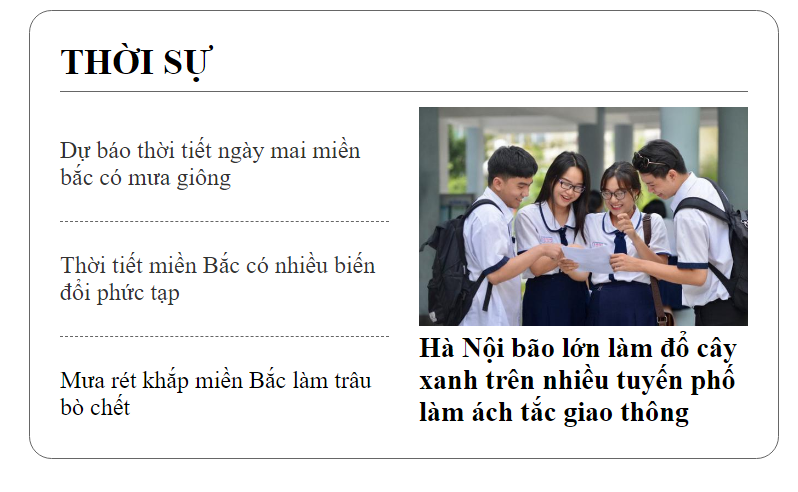 THỜI SỰ
Dự báo thời tiết ngày mai miền
bắc có mưa giông
Thời tiết miền Bắc có nhiều biến
đổi phức tạp
Mưa rét khắp miền Bắc làm trâu
bò chết
Hà Nội bão lớn làm đổ cây
xanh trên nhiều tuyến phố
làm ách tắc giao thông